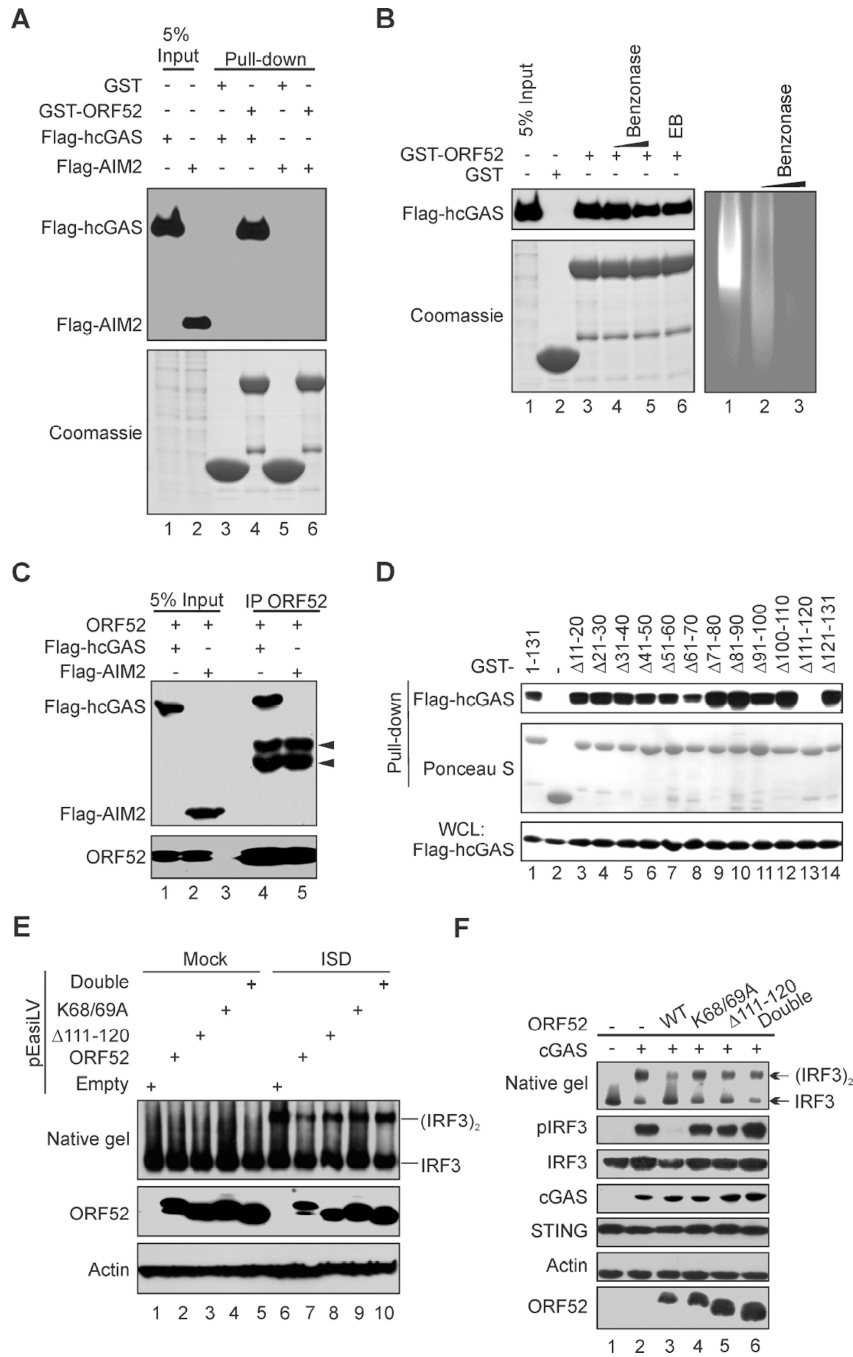 A
5%
Input Pull-down
GST - - + - + -
GST-ORF52 - - - + - +
Flag-hcGAS + - + + - -
Flag-AIM2 - + - - + +
Flag-hcGAS
Flag-AIM2
Coomassie
1 2 3 4 5 6
B
5% Input
Benzonase
EB
GST-ORF52 - - + + + +
GST - + - - - -
Flag-hcGAS
Coomassie
1 2 3 4 5 6
Benzonase
1 2 3
C
5% Input IP ORF52
ORF52 + + + +
Flag-hcGAS + - + -
Flag-AIM2 - + - +
Flag-hcGAS
Flag-AIM2
ORF52
1 2 3 4 5
D
GST- 1-131 - Δ11-20 Δ21-30 Δ31-40 Δ41-50 Δ51-60 Δ61-70 Δ71-80 Δ81-90 Δ91-100 Δ100-110 Δ111-120 Δ121-131
Pull-down
Flag-hcGAS
Ponceau S
WCL:
Flag-hcGAS
1 2 3 4 5 6 7 8 9 10 11 12 13 14
E
Mock ISD
pEasiLV
Double + +
K68/69A + +
Δ111-120 + +
ORF52 + +
Empty + +
Native gel
(IRF3)₂
IRF3
ORF52
Actin
1 2 3 4 5 6 7 8 9 10
F
ORF52 - - WT K68/69A Δ111-120 Double
cGAS - + + + + +
Native gel
(IRF3)₂
IRF3
pIRF3
IRF3
cGAS
STING
Actin
ORF52
1 2 3 4 5 6